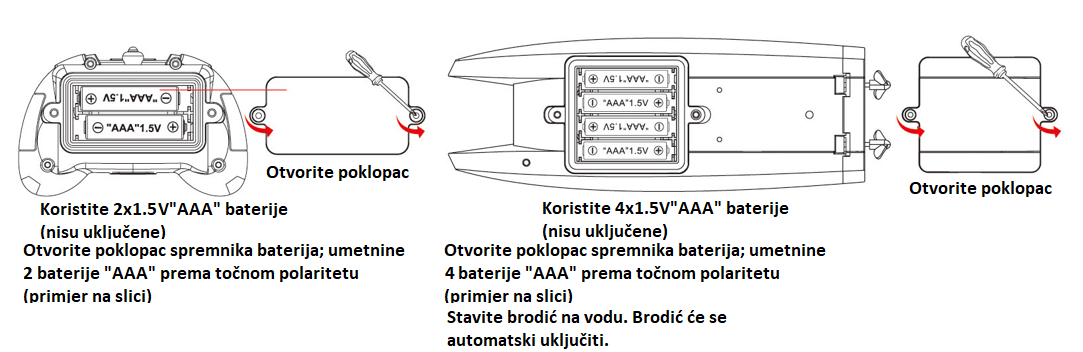 "AAA"1.5V
"AAA"1.5V
Otvorite poklopac
Koristite 2x1.5V"AAA" baterije
(nisu uključene)
Otvorite poklopac spremnika baterija; umetnine
2 baterije "AAA" prema točnom polaritetu
(primjer na slici)
"AAA"1.5V
"AAA"1.5V
"AAA"1.5V
"AAA"1.5V
Otvorite poklopac
Koristite 4x1.5V"AAA" baterije
(nisu uključene)
Otvorite poklopac spremnika baterija; umetnine
4 baterije "AAA" prema točnom polaritetu
(primjer na slici)
Stavite brodić na vodu. Brodić će se
automatski uključiti.